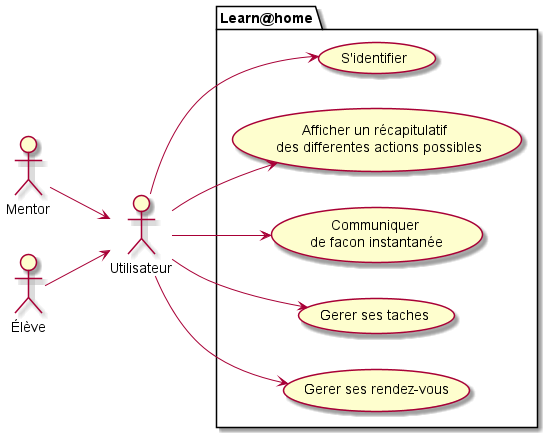 Learn@home
S'identifier
Afficher un récapitulatif
des differentes actions possibles
Mentor
Communiquer
de facon instantanée
Utilisateur
Élève
Gerer ses taches
Gerer ses rendez-vous